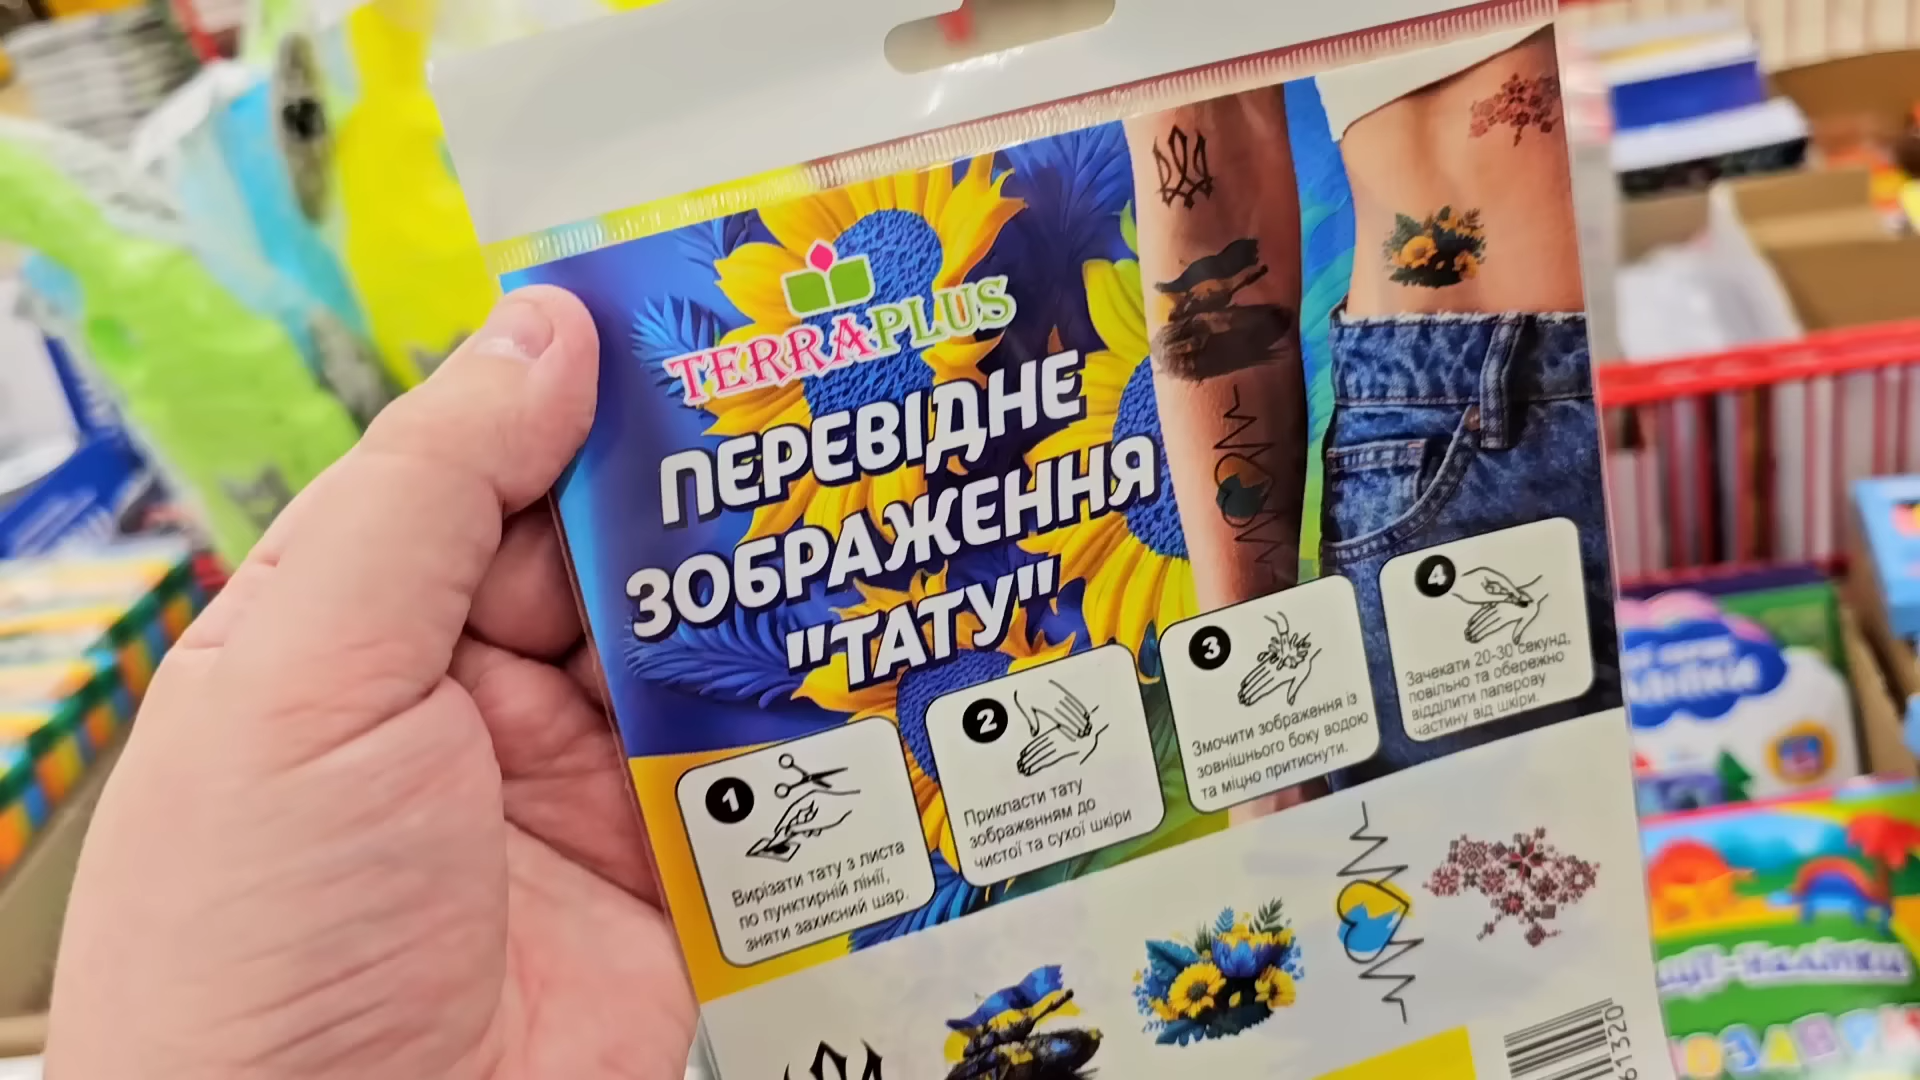 TERRAPLUS
ПЕРЕВІДНЕ
ЗОБРАЖЕННЯ
"ТАТУ"
1
Вирізати тату з листа
по пунктирній лінії,
зняти захисний шар.
2
Прикласти тату
зображенням до
чистої та сухої шкіри
3
Змочити зображення із
зовнішнього боку водою
та міцно притиснути.
4
Зачекати 20-30 секунд,
повільно та обережно
відділити паперову
частину від шкіри.
61320